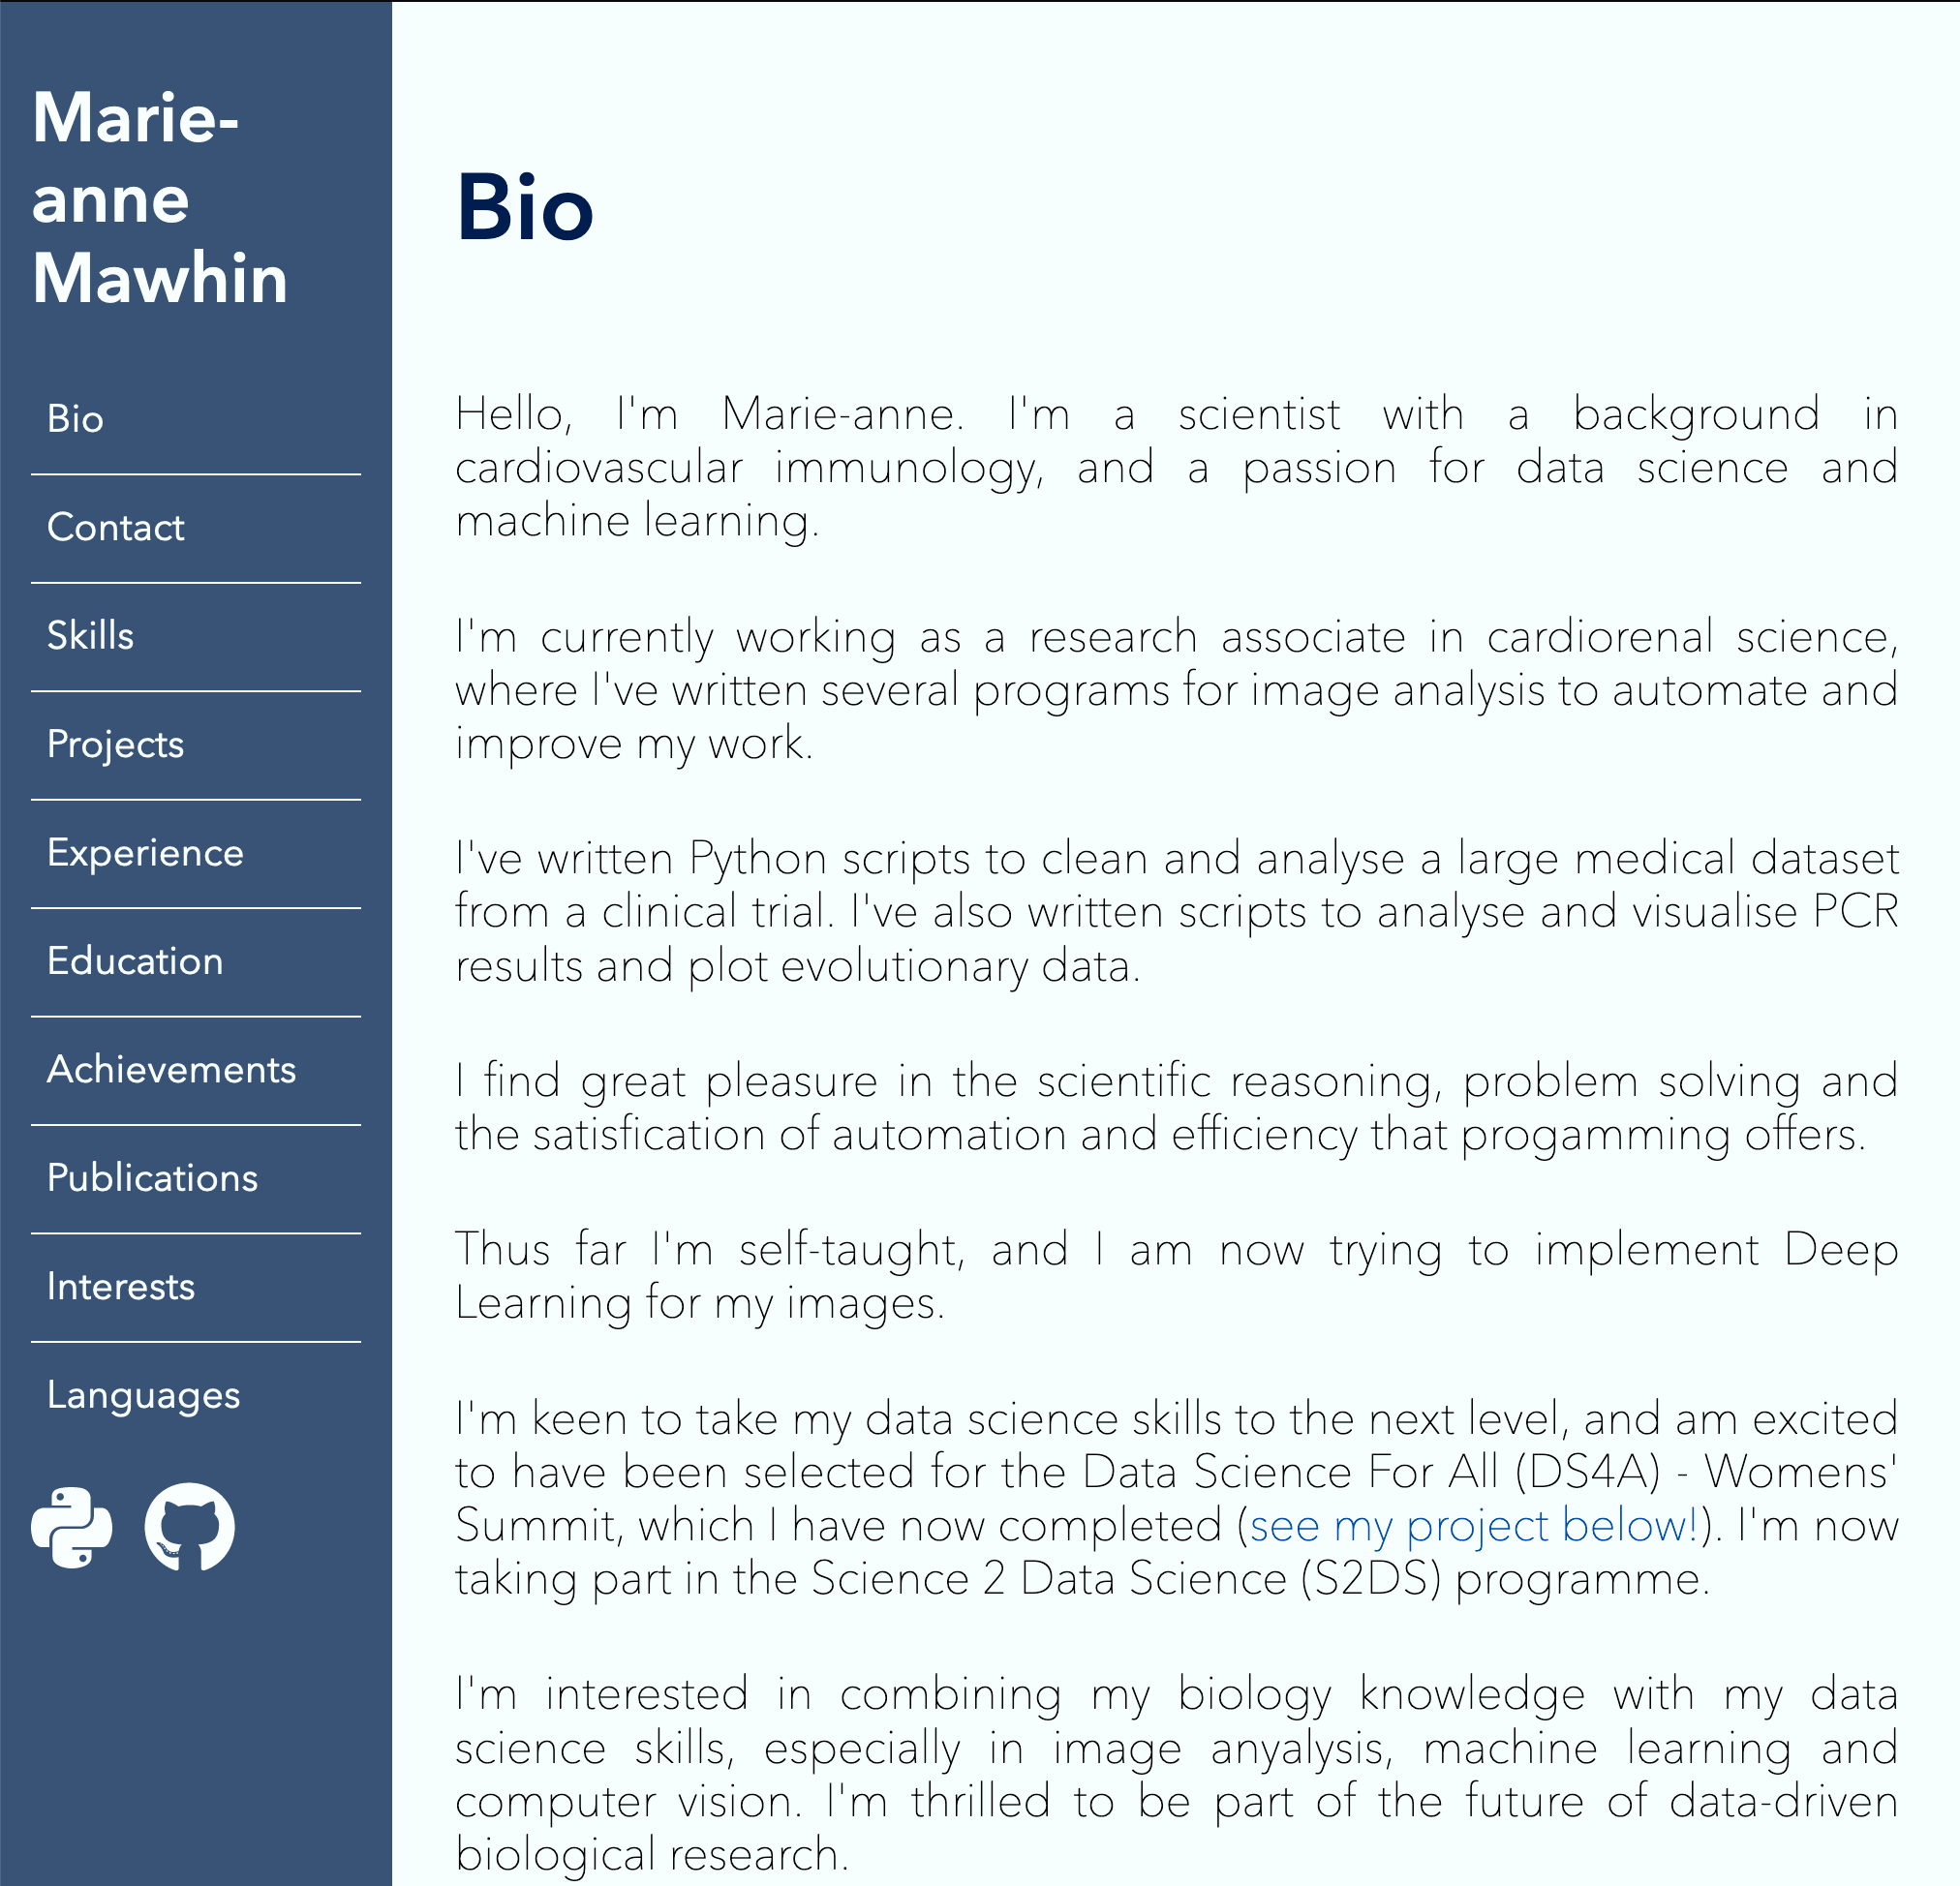 Marie-
anne
Mawhin
Bio
Contact
Skills
Projects
Experience
Education
Achievements
Publications
Interests
Languages
Bio
Hello, I'm Marie-anne. I'm a scientist with a background in
cardiovascular immunology, and a passion for data science and
machine learning.
I'm currently working as a research associate in cardiorenal science,
where I've written several programs for image analysis to automate and
improve my work.
I've written Python scripts to clean and analyse a large medical dataset
from a clinical trial. I've also written scripts to analyse and visualise PCR
results and plot evolutionary data.
I find great pleasure in the scientific reasoning, problem solving and
the satisfication of automation and efficiency that progamming offers.
Thus far I'm self-taught, and I am now trying to implement Deep
Learning for my images.
I'm keen to take my data science skills to the next level, and am excited
to have been selected for the Data Science For All (DS4A) - Womens'
Summit, which I have now completed (see my project below!). I'm now
taking part in the Science 2 Data Science (S2DS) programme.
I'm interested in combining my biology knowledge with my data
science skills, especially in image anyalysis, machine learning and
computer vision. I'm thrilled to be part of the future of data-driven
biological research.